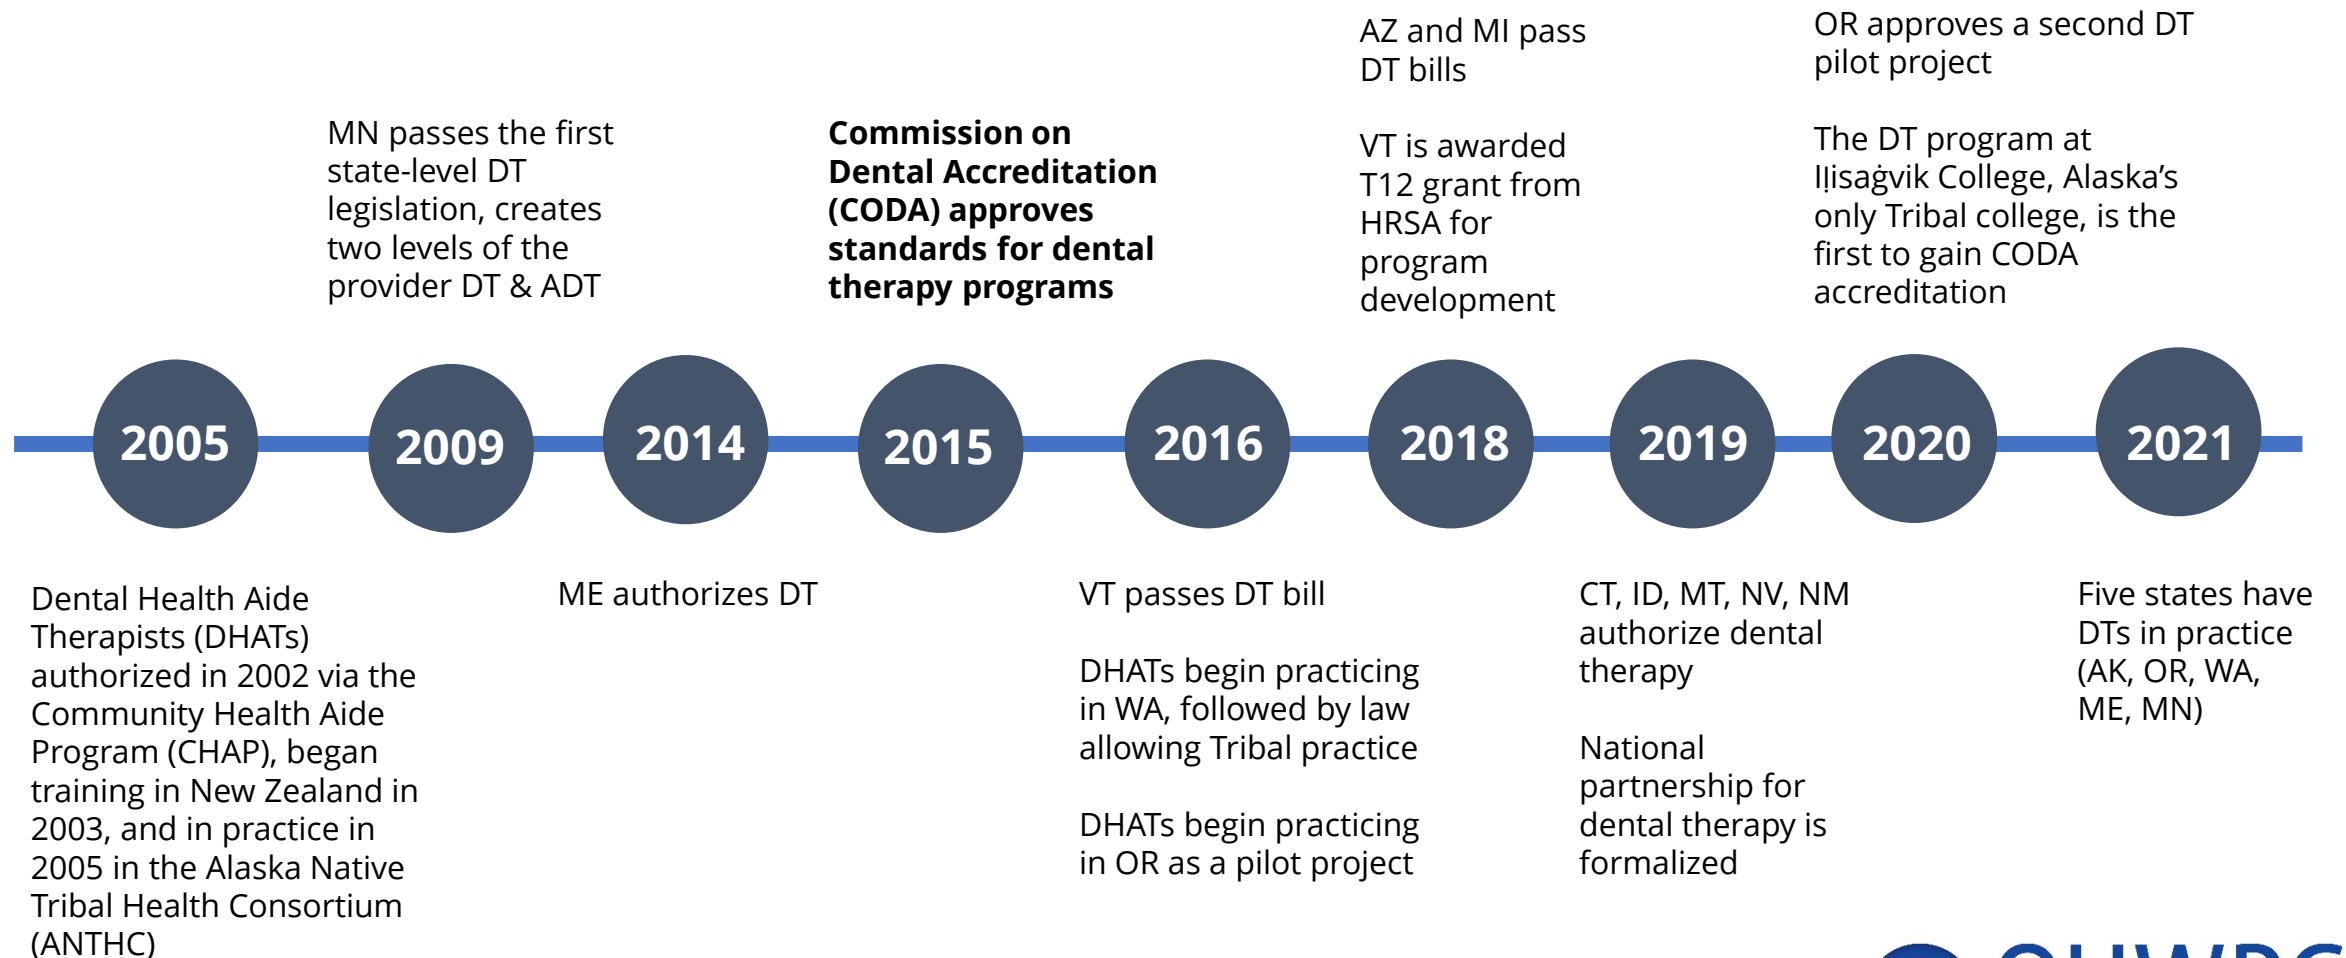 MN passes the first
state-level DT
legislation, creates
two levels of the
provider DT & ADT
Commission on
Dental Accreditation
(CODA) approves
standards for dental
therapy programs
AZ and MI pass
DT bills
VT is awarded
T12 grant from
HRSA for
program
development
OR approves a second DT
pilot project
The DT program at
Iḷisaġvik College, Alaska’s
only Tribal college, is the
first to gain CODA
accreditation
2005
2009
2014
2015
2016
2018
2019
2020
2021
Dental Health Aide
Therapists (DHATs)
authorized in 2002 via the
Community Health Aide
Program (CHAP), began
training in New Zealand in
2003, and in practice in
2005 in the Alaska Native
Tribal Health Consortium
(ANTHC)
ME authorizes DT
VT passes DT bill
DHATs begin practicing
in WA, followed by law
allowing Tribal practice
DHATs begin practicing
in OR as a pilot project
CT, ID, MT, NV, NM
authorize dental
therapy
National
partnership for
dental therapy is
formalized
Five states have
DTs in practice
(AK, OR, WA,
ME, MN)